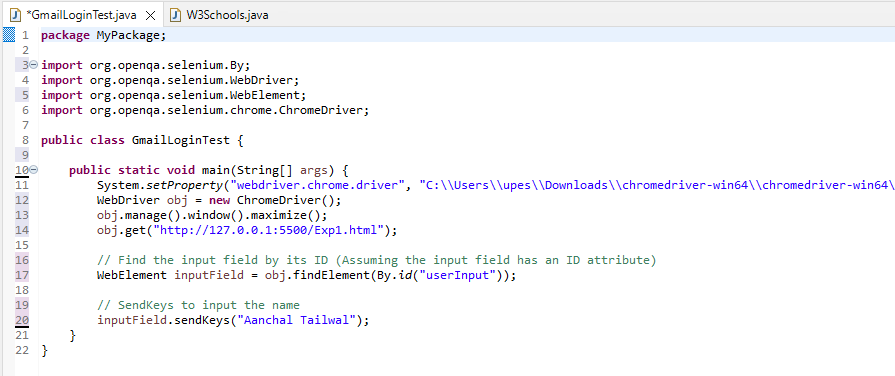 *GmailLoginTest.java W3Schools.java
1 package MyPackage;
2
3 import org.openqa.selenium.By;
4 import org.openqa.selenium.WebDriver;
5 import org.openqa.selenium.WebElement;
6 import org.openqa.selenium.chrome.ChromeDriver;
7
8 public class GmailLoginTest {
9
10 public static void main(String[] args) {
11 System.setProperty("webdriver.chrome.driver", "C:\\Users\\upes\\Downloads\\chromedriver-win64\\chromedriver-win64\
12 WebDriver obj = new ChromeDriver();
13 obj.manage().window().maximize();
14 obj.get("http://127.0.0.1:5500/Exp1.html");
15
16 // Find the input field by its ID (Assuming the input field has an ID attribute)
17 WebElement inputField = obj.findElement(By.id("userInput"));
18
19 // SendKeys to input the name
20 inputField.sendKeys("Aanchal Tailwal");
21 }
22 }